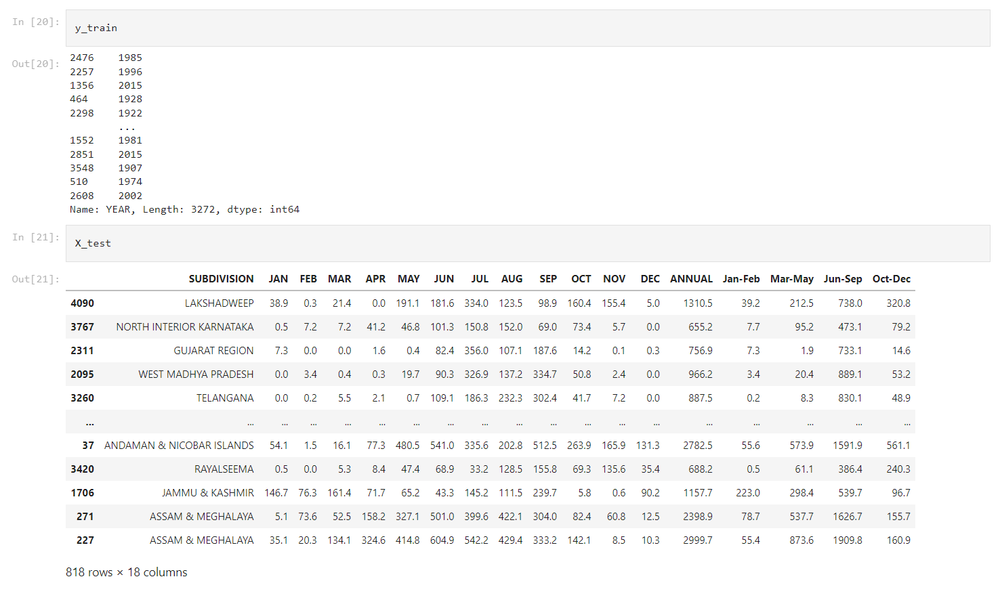 In [20]: y_train
Out[20]: 2476 1985
2257 1996
1356 2015
464 1928
2298 1922
...
1552 1981
2851 2015
3548 1907
510 1974
2608 2002
Name: YEAR, Length: 3272, dtype: int64
In [21]: X_test
Out[21]: SUBDIVISION JAN FEB MAR APR MAY JUN JUL AUG SEP OCT NOV DEC ANNUAL Jan-Feb Mar-May Jun-Sep Oct-Dec
4090 LAKSHADWEEP 38.9 0.3 21.4 0.0 191.1 181.6 334.0 123.5 98.9 160.4 155.4 5.0 1310.5 39.2 212.5 738.0 320.8
3767 NORTH INTERIOR KARNATAKA 0.5 7.2 7.2 41.2 46.8 101.3 150.8 152.0 69.0 73.4 5.7 0.0 655.2 7.7 95.2 473.1 79.2
2311 GUJARAT REGION 7.3 0.0 0.0 1.6 0.4 82.4 356.0 107.1 187.6 14.2 0.1 0.3 756.9 7.3 1.9 733.1 14.6
2095 WEST MADHYA PRADESH 0.0 3.4 0.4 0.3 19.7 90.3 326.9 137.2 334.7 50.8 2.4 0.0 966.2 3.4 20.4 889.1 53.2
3260 TELANGANA 0.0 0.2 5.5 2.1 0.7 109.1 186.3 232.3 302.4 41.7 7.2 0.0 887.5 0.2 8.3 830.1 48.9
... ... ... ... ... ... ... ... ... ... ... ... ... ... ... ... ... ... ...
37 ANDAMAN & NICOBAR ISLANDS 54.1 1.5 16.1 77.3 480.5 541.0 335.6 202.8 512.5 263.9 165.9 131.3 2782.5 55.6 573.9 1591.9 561.1
3420 RAYALSEEMA 0.5 0.0 5.3 8.4 47.4 68.9 33.2 128.5 155.8 69.3 135.6 35.4 688.2 0.5 61.1 386.4 240.3
1706 JAMMU & KASHMIR 146.7 76.3 161.4 71.7 65.2 43.3 145.2 111.5 239.7 5.8 0.6 90.2 1157.7 223.0 298.4 539.7 96.7
271 ASSAM & MEGHALAYA 5.1 73.6 52.5 158.2 327.1 501.0 399.6 422.1 304.0 82.4 60.8 12.5 2398.9 78.7 537.7 1626.7 155.7
227 ASSAM & MEGHALAYA 35.1 20.3 134.1 324.6 414.8 604.9 542.2 429.4 333.2 142.1 8.5 10.3 2999.7 55.4 873.6 1909.8 160.9
818 rows × 18 columns